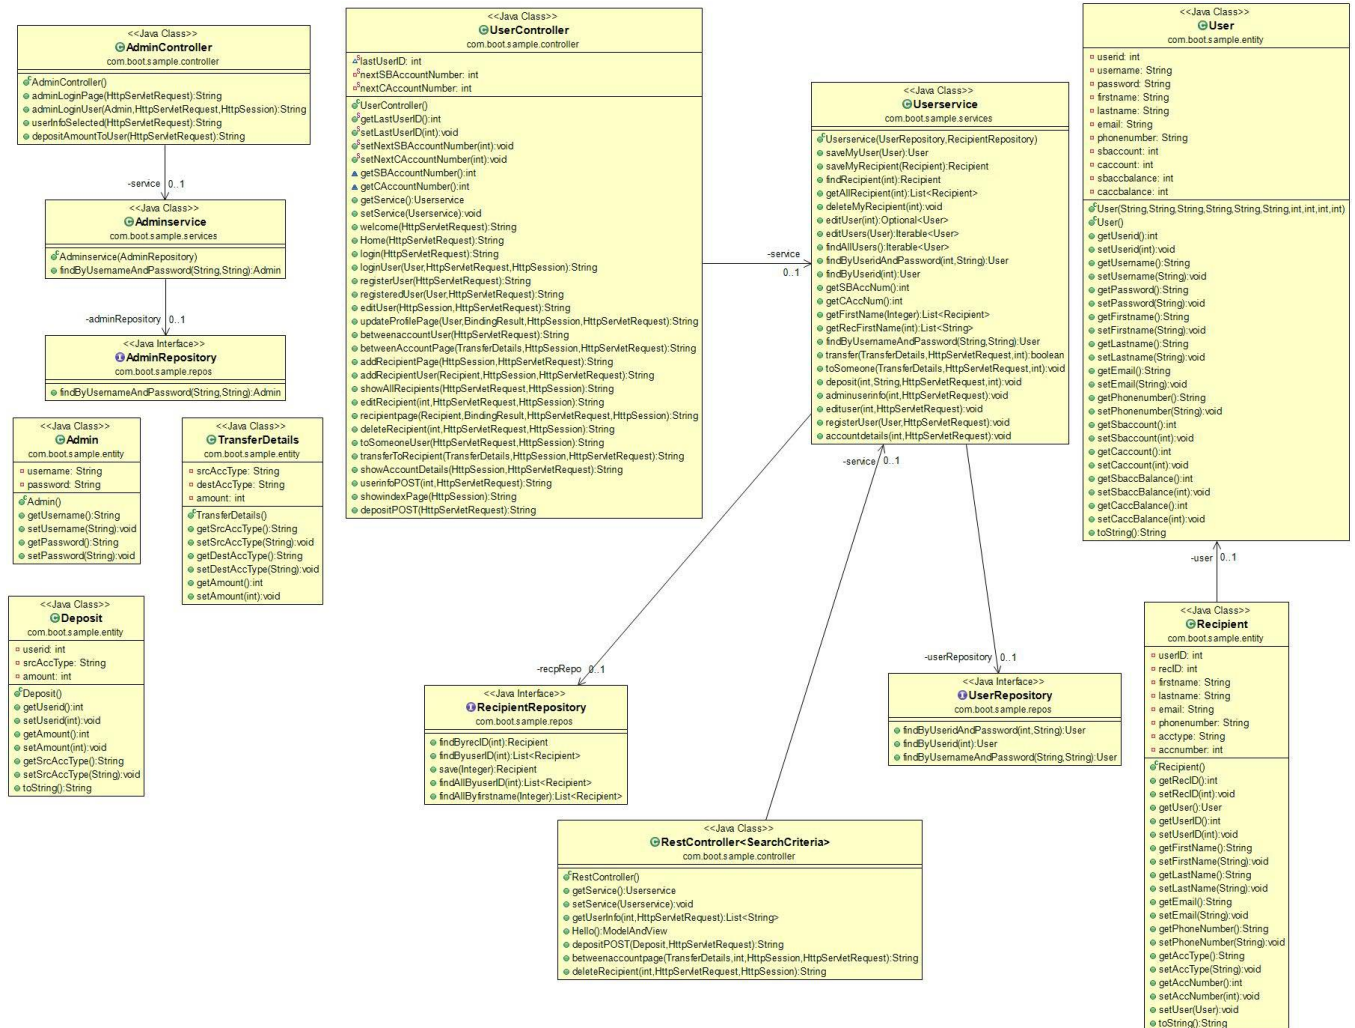 <<Java Class>>
AdminController
com.boot.sample.controller
AdminController()
adminLoginPage(HttpServletRequest):String
adminLoginUser(Admin,HttpServletRequest,HttpSession):String
userInfoSelected(HttpServletRequest):String
depositAmountToUser(HttpServletRequest):String
-service 0..1
<<Java Class>>
Adminservice
com.boot.sample.services
Adminservice(AdminRepository)
findByUsernameAndPassword(String,String):Admin
-adminRepository 0..1
<<Java Interface>>
AdminRepository
com.boot.sample.repos
findByUsernameAndPassword(String,String):Admin
<<Java Class>>
Admin
com.boot.sample.entity
username: String
password: String
Admin()
getUsername():String
setUsername(String):void
getPassword():String
setPassword(String):void
<<Java Class>>
TransferDetails
com.boot.sample.entity
srcAccType: String
destAccType: String
amount: int
TransferDetails()
getSrcAccType():String
setSrcAccType(String):void
getDestAccType():String
setDestAccType(String):void
getAmount():int
setAmount(int):void
<<Java Class>>
Deposit
com.boot.sample.entity
userid: int
srcAccType: String
amount: int
Deposit()
getUserid():int
setUserid(int):void
getAmount():int
setAmount(int):void
getSrcAccType():String
setSrcAccType(String):void
toString():String
<<Java Class>>
UserController
com.boot.sample.controller
lastUserID: int
nextSBAccountNumber: int
nextCAccountNumber: int
UserController()
getLastUserID():int
setLastUserID(int):void
setNextSBAccountNumber(int):void
setNextCAccountNumber(int):void
getSBAccountNumber():int
getCAccountNumber():int
getService():Userservice
setService(Userservice):void
welcome(HttpServletRequest):String
Home(HttpServletRequest):String
login(HttpServletRequest):String
loginUser(User,HttpServletRequest,HttpSession):String
registerUser(HttpServletRequest):String
registeredUser(User,HttpServletRequest):String
editUser(HttpSession,HttpServletRequest):String
updateProfilePage(User,BindingResult,HttpSession,HttpServletRequest):String
betweenaccountUser(HttpServletRequest):String
betweenAccountPage(TransferDetails,HttpSession,HttpServletRequest):String
addRecipientPage(HttpSession,HttpServletRequest):String
addRecipientUser(Recipient,HttpSession,HttpServletRequest):String
showAllRecipients(HttpServletRequest,HttpSession):String
editRecipient(int,HttpServletRequest,HttpSession):String
recipientpage(Recipient,BindingResult,HttpServletRequest,HttpSession):String
deleteRecipient(int,HttpServletRequest,HttpSession):String
toSomeoneUser(HttpServletRequest,HttpSession):String
transferToRecipient(TransferDetails,HttpSession,HttpServletRequest):String
showAccountDetails(HttpSession,HttpServletRequest):String
userinfoPOST(int,HttpServletRequest):String
showindexPage(HttpSession):String
depositPOST(HttpServletRequest):String
-service
0..1
<<Java Class>>
Userservice
com.boot.sample.services
Userservice(UserRepository,RecipientRepository)
saveMyUser(User):User
saveMyRecipient(Recipient):Recipient
findRecipient(int):Recipient
getAllRecipient(int):List<Recipient>
deleteMyRecipient(int):void
editUser(int):Optional<User>
editUsers(User):Iterable<User>
findAllUsers():Iterable<User>
findByUseridAndPassword(int,String):User
findByUserid(int):User
getSBAccNum():int
getCAccNum():int
getFirstName(Integer):List<Recipient>
getRecFirstName(int):List<String>
findByUsernameAndPassword(String,String):User
transfer(TransferDetails,HttpServletRequest,int):boolean
toSomeone(TransferDetails,HttpServletRequest,int):void
deposit(int,String,HttpServletRequest,int):void
adminuserinfo(int,HttpServletRequest):void
edituser(int,HttpServletRequest):void
registerUser(User,HttpServletRequest):void
accountdetails(int,HttpServletRequest):void
-service 0..1
-recpRepo 0..1
<<Java Interface>>
RecipientRepository
com.boot.sample.repos
findByrecID(int):Recipient
findByuserID(int):List<Recipient>
save(Integer):Recipient
findAllByuserID(int):List<Recipient>
findAllByfirstname(Integer):List<Recipient>
-userRepository 0..1
<<Java Interface>>
UserRepository
com.boot.sample.repos
findByUseridAndPassword(int,String):User
findByUserid(int):User
findByUsernameAndPassword(String,String):User
<<Java Class>>
RestController<SearchCriteria>
com.boot.sample.controller
RestController()
getService():Userservice
setService(Userservice):void
getUserInfo(int,HttpServletRequest):List<String>
Hello():ModelAndView
depositPOST(Deposit,HttpServletRequest):String
betweenaccountpage(TransferDetails,int,HttpSession,HttpServletRequest):String
deleteRecipient(int,HttpServletRequest,HttpSession):String
<<Java Class>>
User
com.boot.sample.entity
userid: int
username: String
password: String
firstname: String
lastname: String
email: String
phonenumber: String
sbaccount: int
caccount: int
sbaccbalance: int
caccbalance: int
User(String,String,String,String,String,String,int,int,int,int)
User()
getUserid():int
setUserid(int):void
getUsername():String
setUsername(String):void
getPassword():String
setPassword(String):void
getFirstname():String
setFirstname(String):void
getLastname():String
setLastname(String):void
getEmail():String
setEmail(String):void
getPhonenumber():String
setPhonenumber(String):void
getSbaccount():int
setSbaccount(int):void
getCaccount():int
setCaccount(int):void
getSbaccBalance():int
setSbaccBalance(int):void
getCaccBalance():int
setCaccBalance(int):void
toString():String
-user 0..1
<<Java Class>>
Recipient
com.boot.sample.entity
userID: int
recID: int
firstname: String
lastname: String
email: String
phonenumber: String
acctype: String
accnumber: int
Recipient()
getRecID():int
setRecID(int):void
getUser():User
getUserID():int
setUserID(int):void
getFirstName():String
setFirstName(String):void
getLastName():String
setLastName(String):void
getEmail():String
setEmail(String):void
getPhoneNumber():String
setPhoneNumber(String):void
getAccType():String
setAccType(String):void
getAccNumber():int
setAccNumber(int):void
setUser(User):void
toString():String